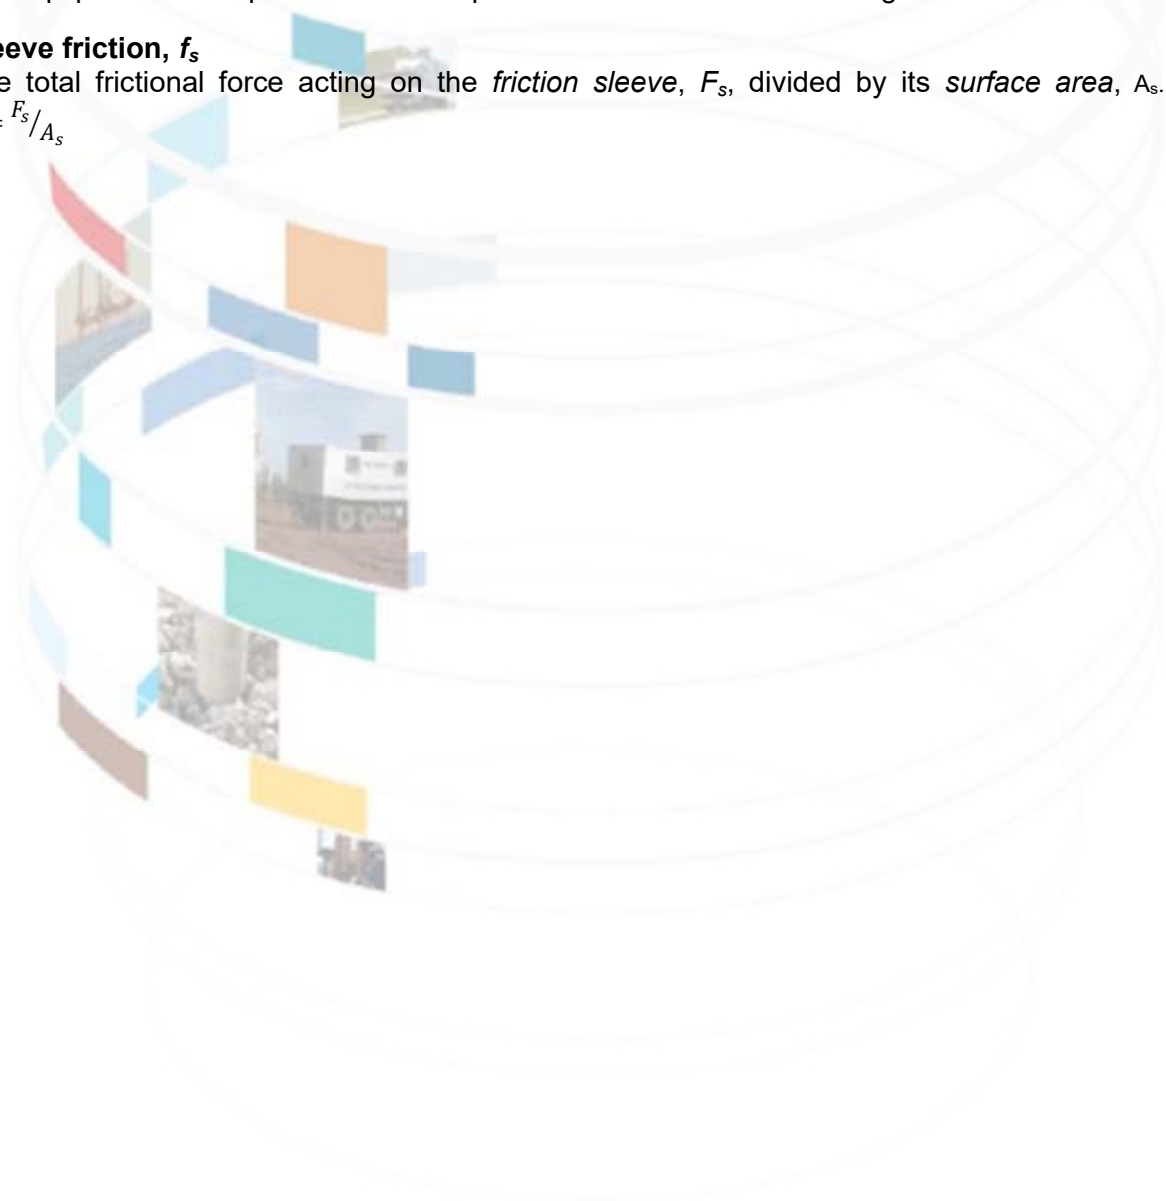 eeve friction, fs
e total frictional force acting on the friction sleeve, Fs, divided by its surface area, As.
= Fs/As